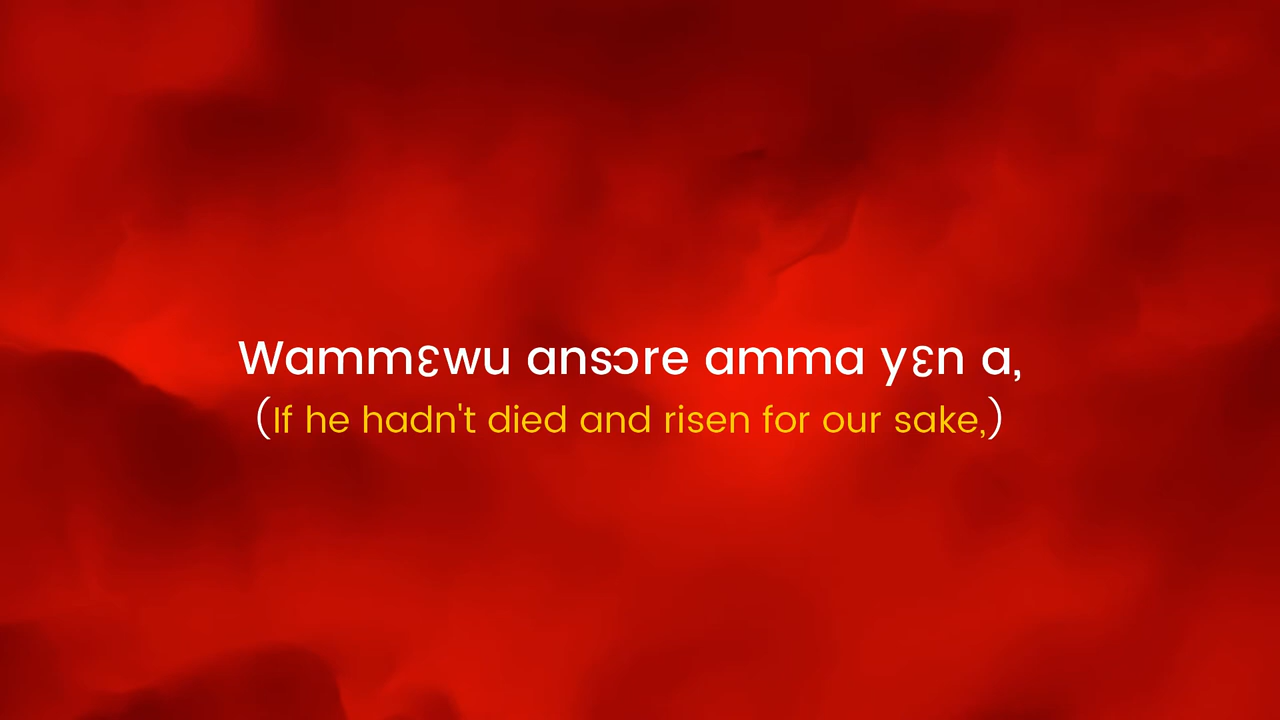 Wammɛwu ansɔre amma yɛn a,
(If he hadn't died and risen for our sake,)